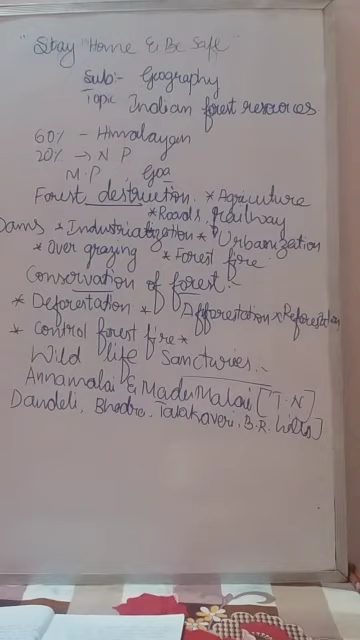 "Stay Home & Be Safe"
Sub:- Geography
Topic Indian forest resources
60% - Himalayan
20% → N P
M.P Goa
Forest destruction. * Agriculture
* Roads, railway
Dams * Industrialization * Urbanization
* Over grazing * Forest fire
Conservation of forest:-
* Deforestation * Afforestation * Reforestation
* Control forest fire *
Wild life Sancturies:-
Annamalai & MaduMalai [T.N]
Dandeli, Bhadra, Talakaveri, B.R. Hills]